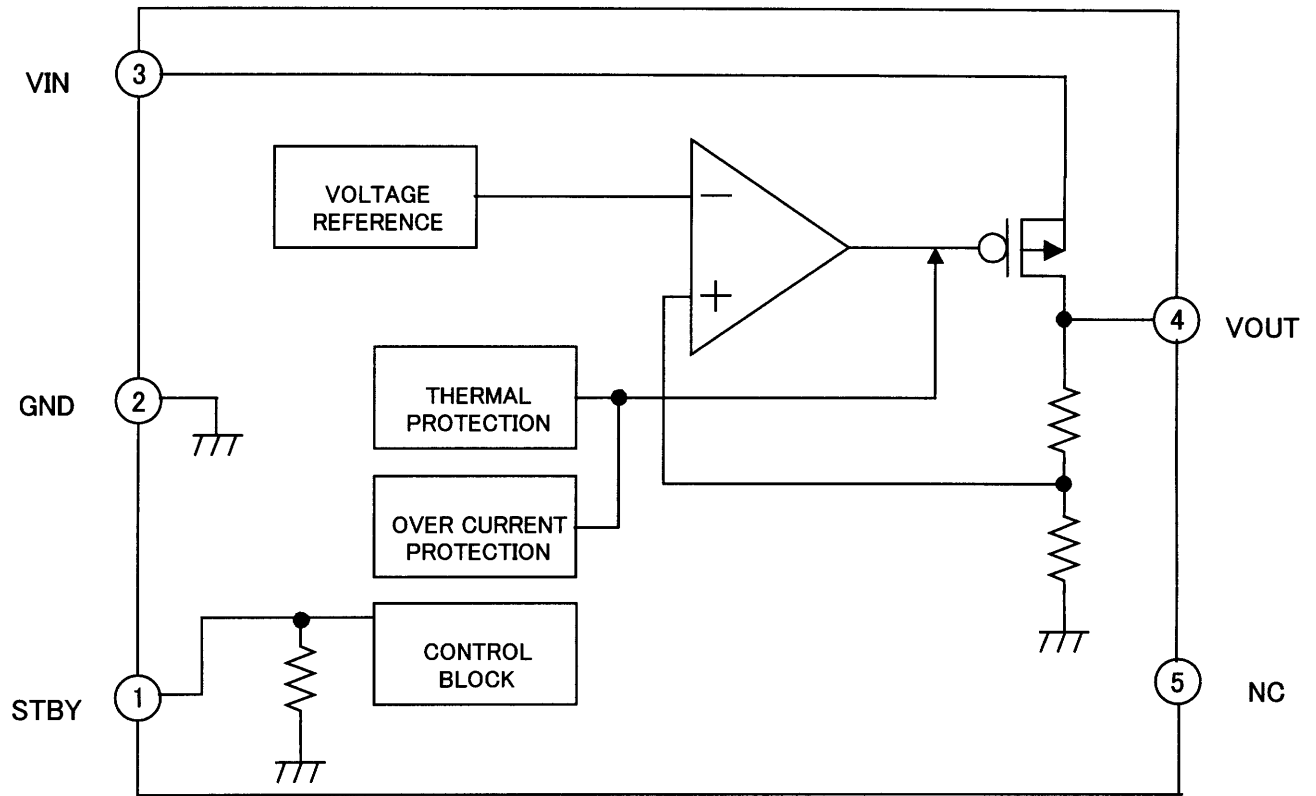 VIN
3
VOLTAGE
REFERENCE
−
+
4
VOUT
GND
2
THERMAL
PROTECTION
OVER CURRENT
PROTECTION
STBY
1
CONTROL
BLOCK
5
NC